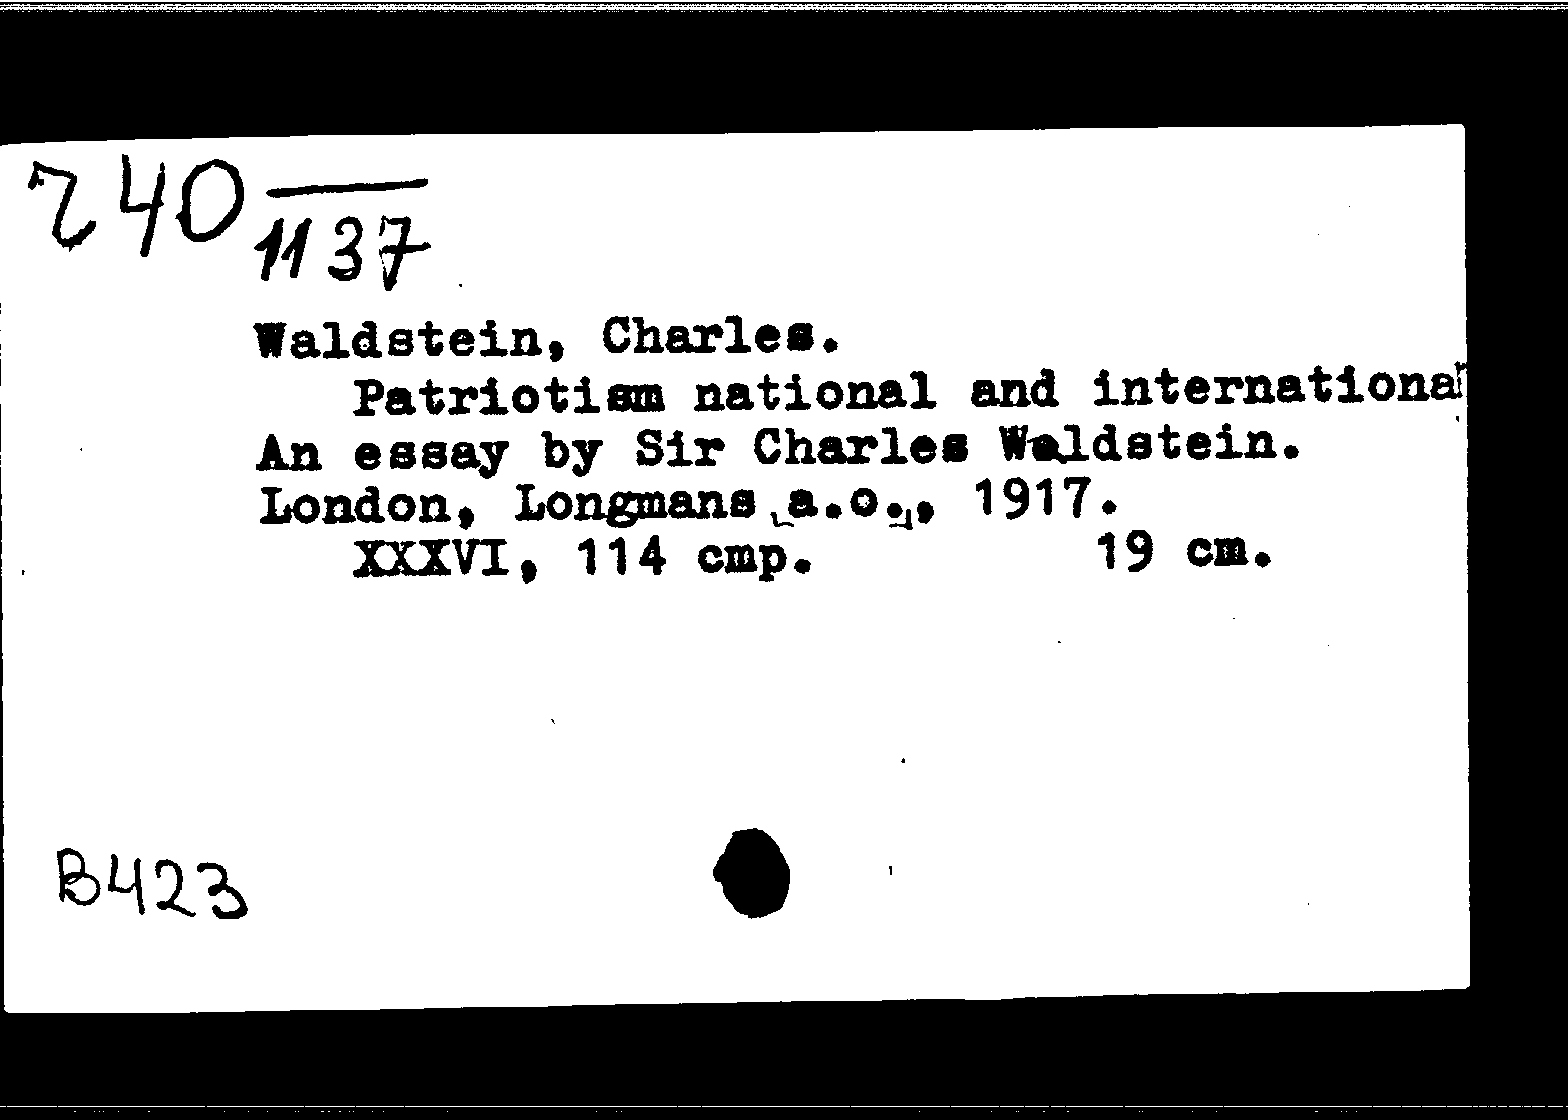 240
1137
Waldstein, Charles.
Patriotism national and international
An essay by Sir Charles Waldstein.
London, Longmans a.o., 1917.
XXXVI, 114 cmp. 19 cm.
B423